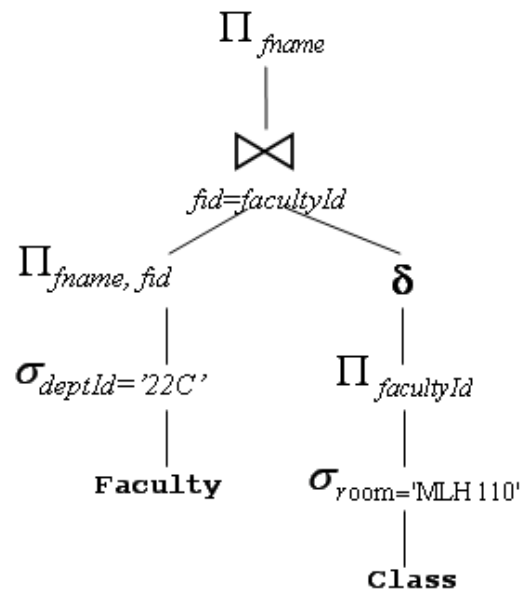 Π fname
⋈
fid=facultyId
Π fname, fid
δ
σ deptId='22C'
Π facultyId
Faculty
σ room='MLH 110'
Class